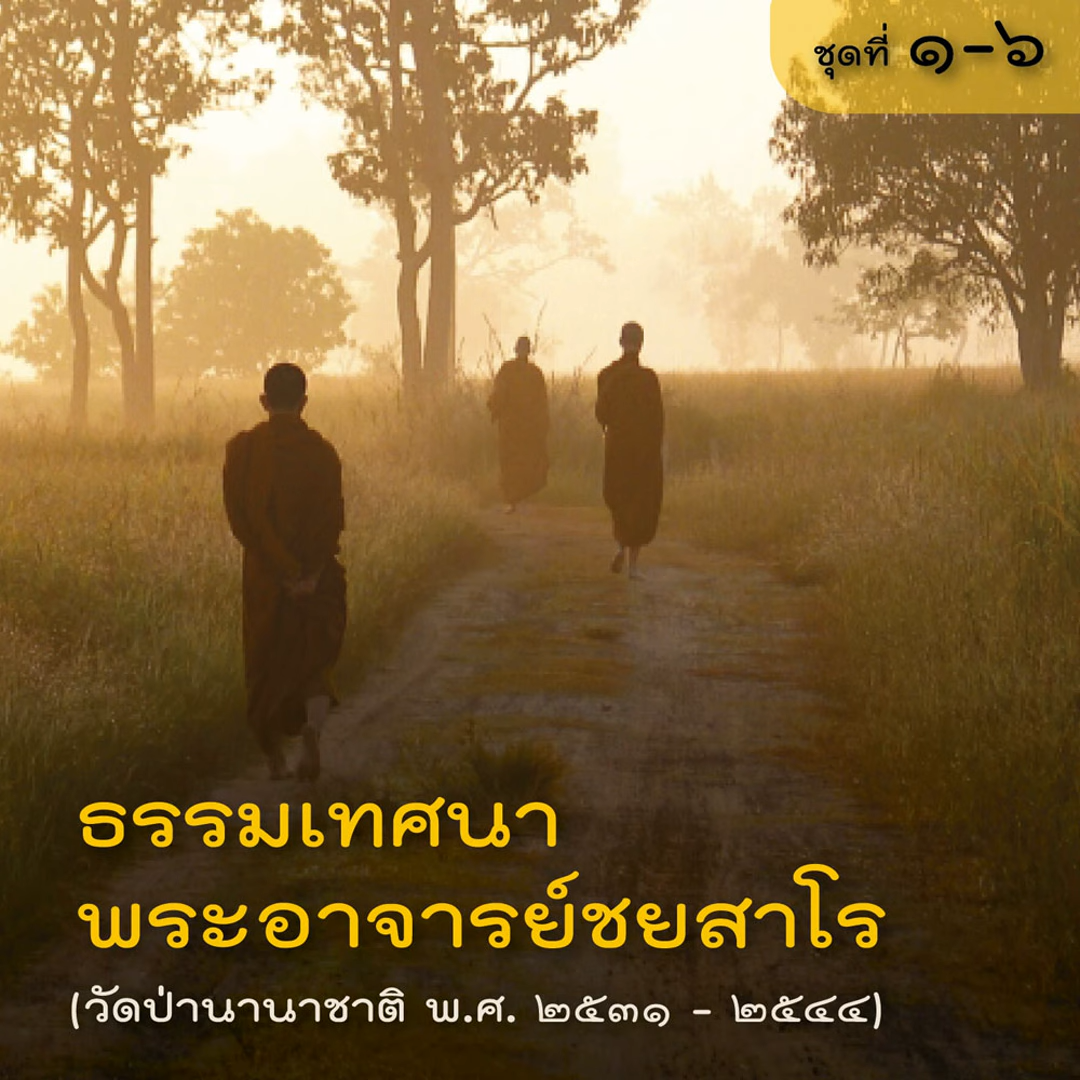 ชุดที่ ๑-๖
ธรรมเทศนา
พระอาจารย์ชยสาโร
(วัดป่านานาชาติ พ.ศ. ๒๕๓๑ - ๒๕๔๔)